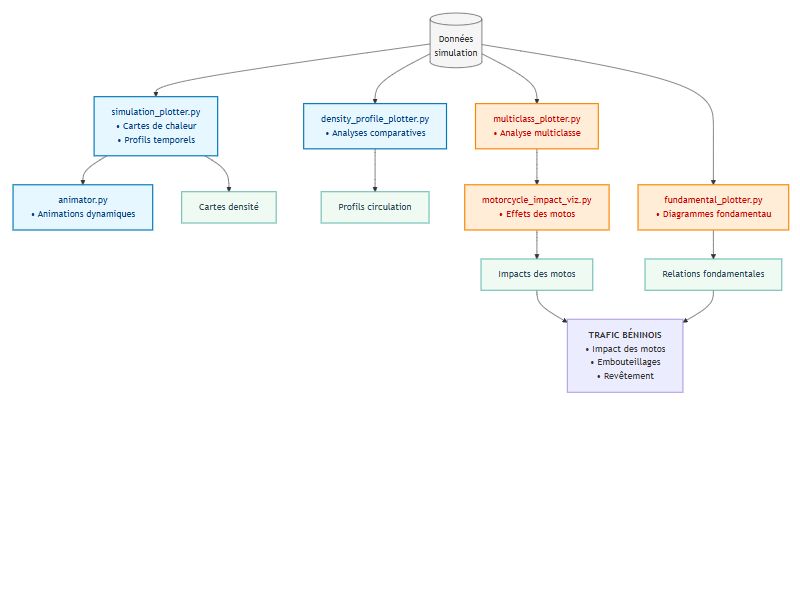 Données
simulation
simulation_plotter.py
• Cartes de chaleur
• Profils temporels
density_profile_plotter.py
• Analyses comparatives
multiclass_plotter.py
• Analyse multiclasse
animator.py
• Animations dynamiques
Cartes densité
Profils circulation
motorcycle_impact_viz.py
• Effets des motos
fundamental_plotter.py
• Diagrammes fondamentau
Impacts des motos
Relations fondamentales
TRAFIC BÉNINOIS
• Impact des motos
• Embouteillages
• Revêtement